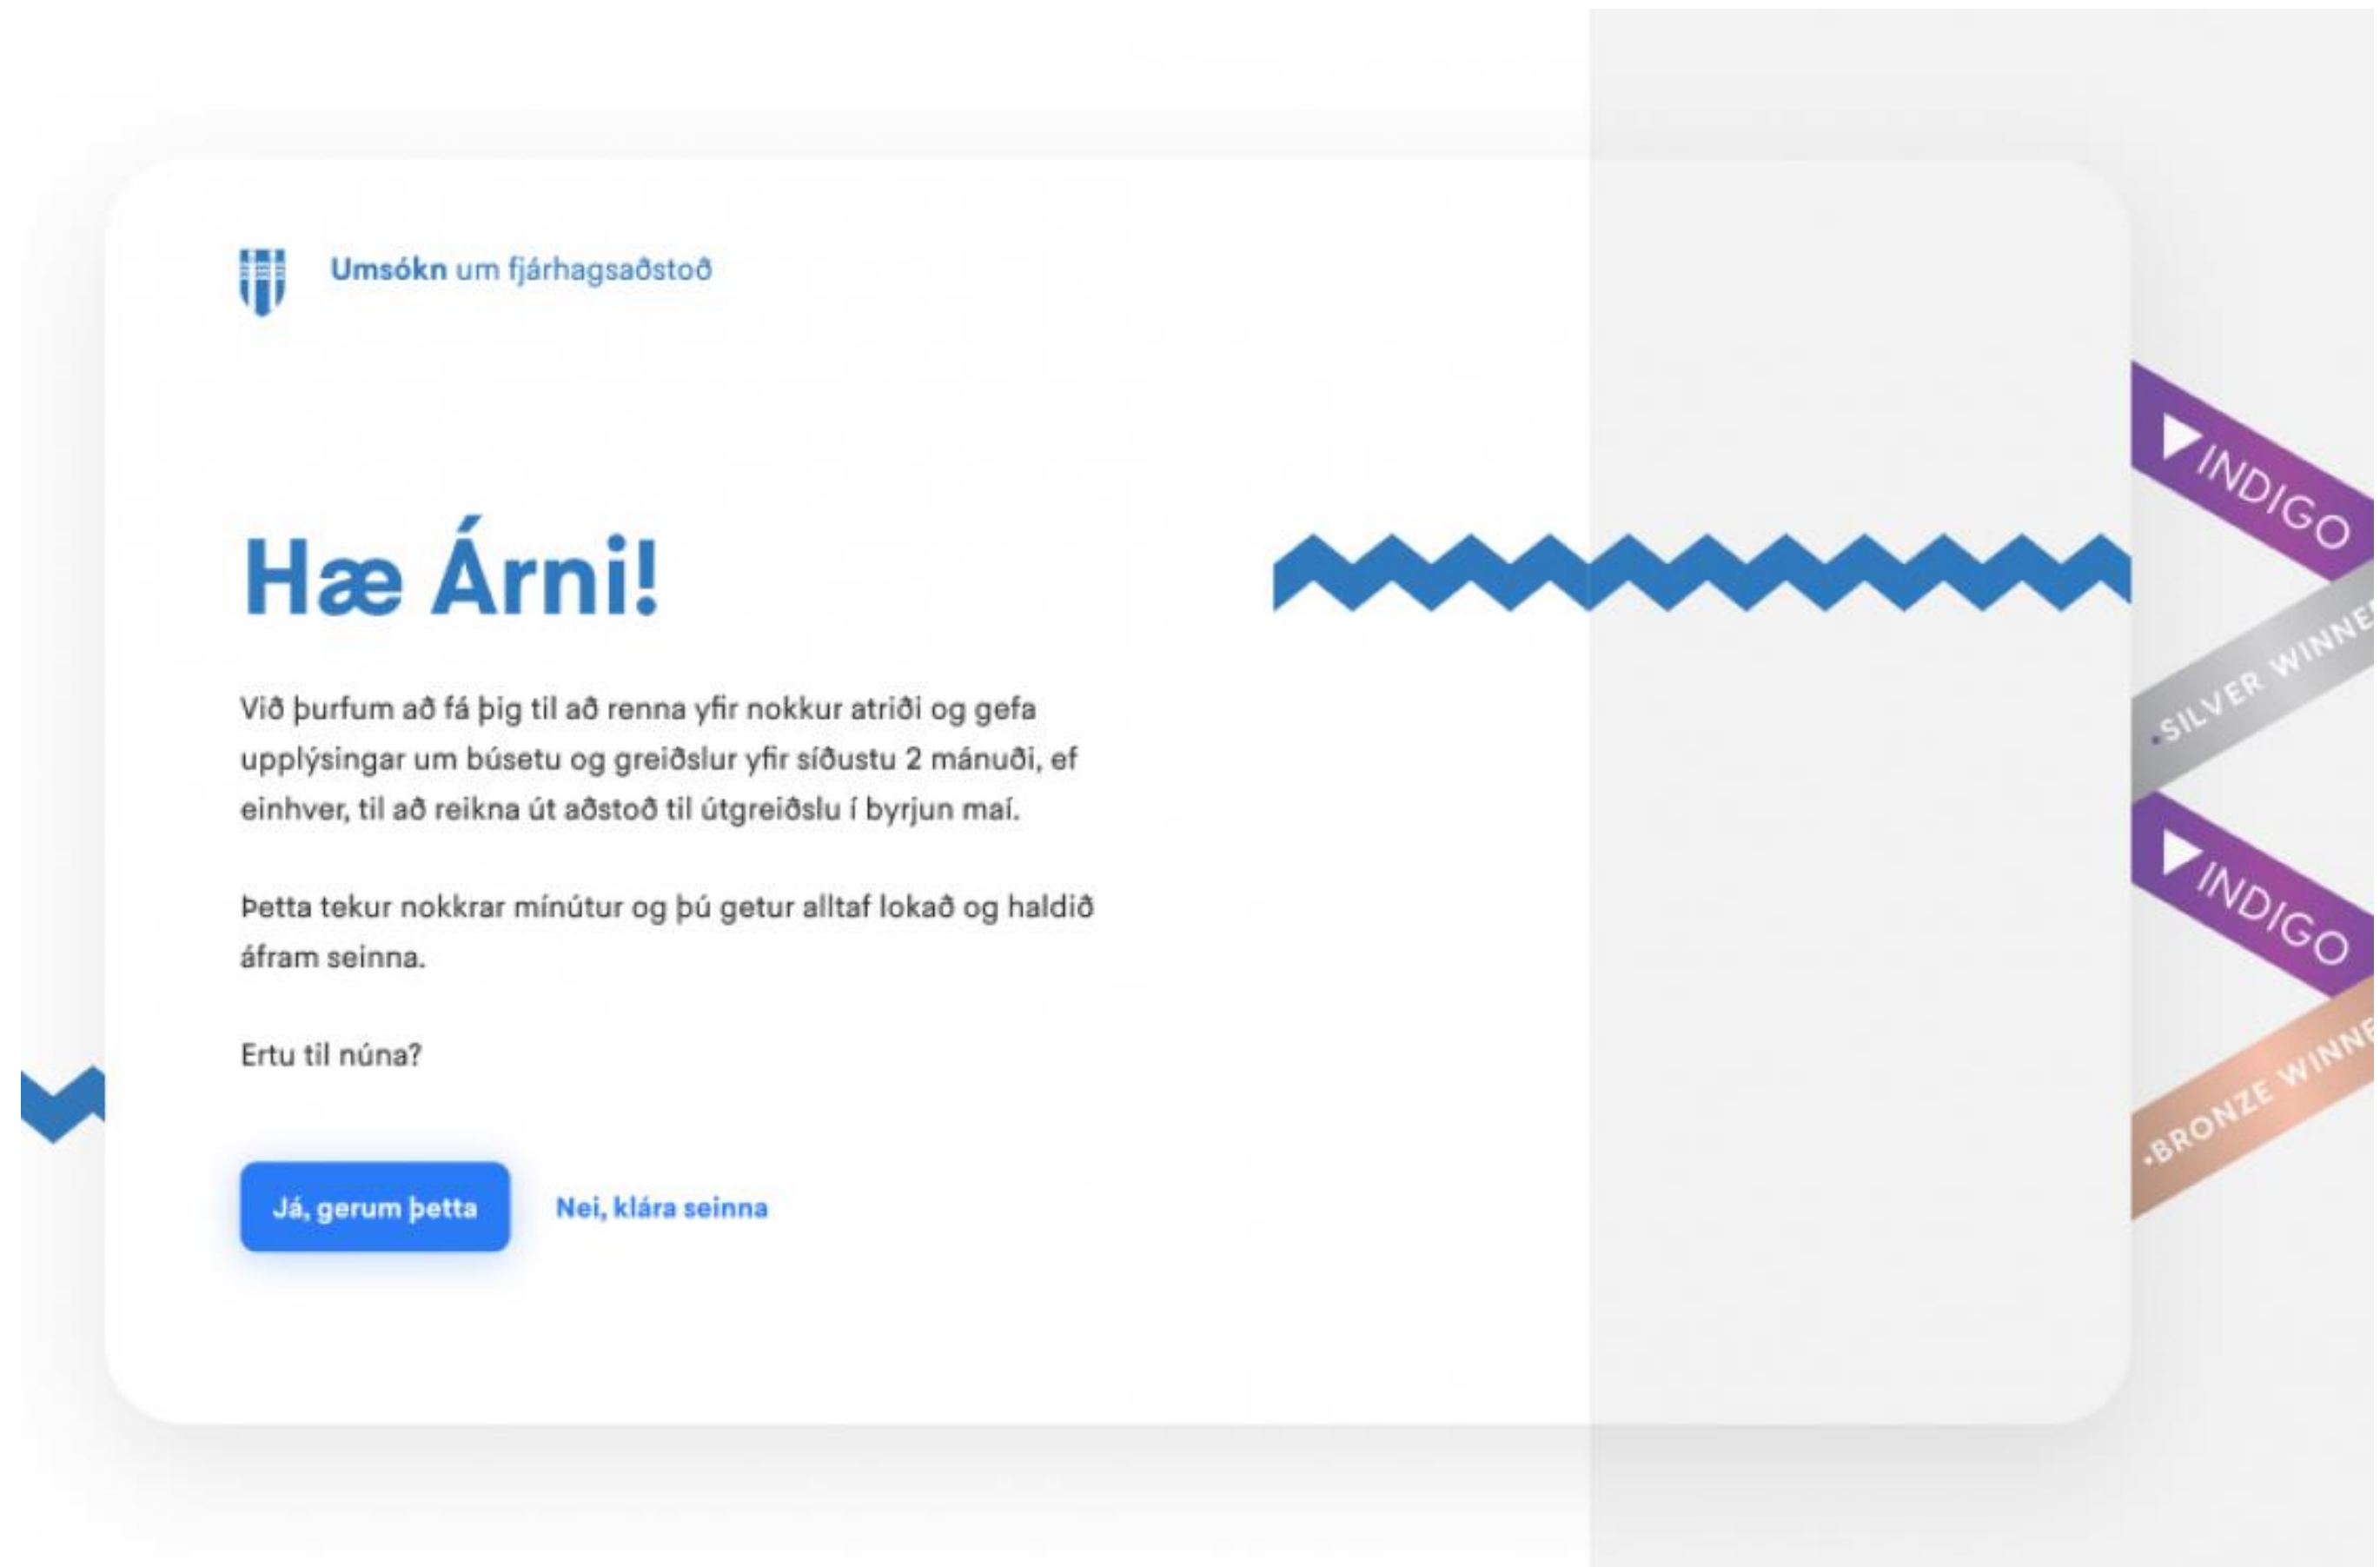 Umsókn um fjárhagsaðstoð
Hæ Árni!
Við þurfum að fá þig til að renna yfir nokkur atriði og gefa
upplýsingar um búsetu og greiðslur yfir síðustu 2 mánuði, ef
einhver, til að reikna út aðstoð til útgreiðslu í byrjun maí.
Þetta tekur nokkrar mínútur og þú getur alltaf lokað og haldið
áfram seinna.
Ertu til núna?
Já, gerum þetta
Nei, klára seinna
INDIGO
SILVER
INDIGO
BRONZE